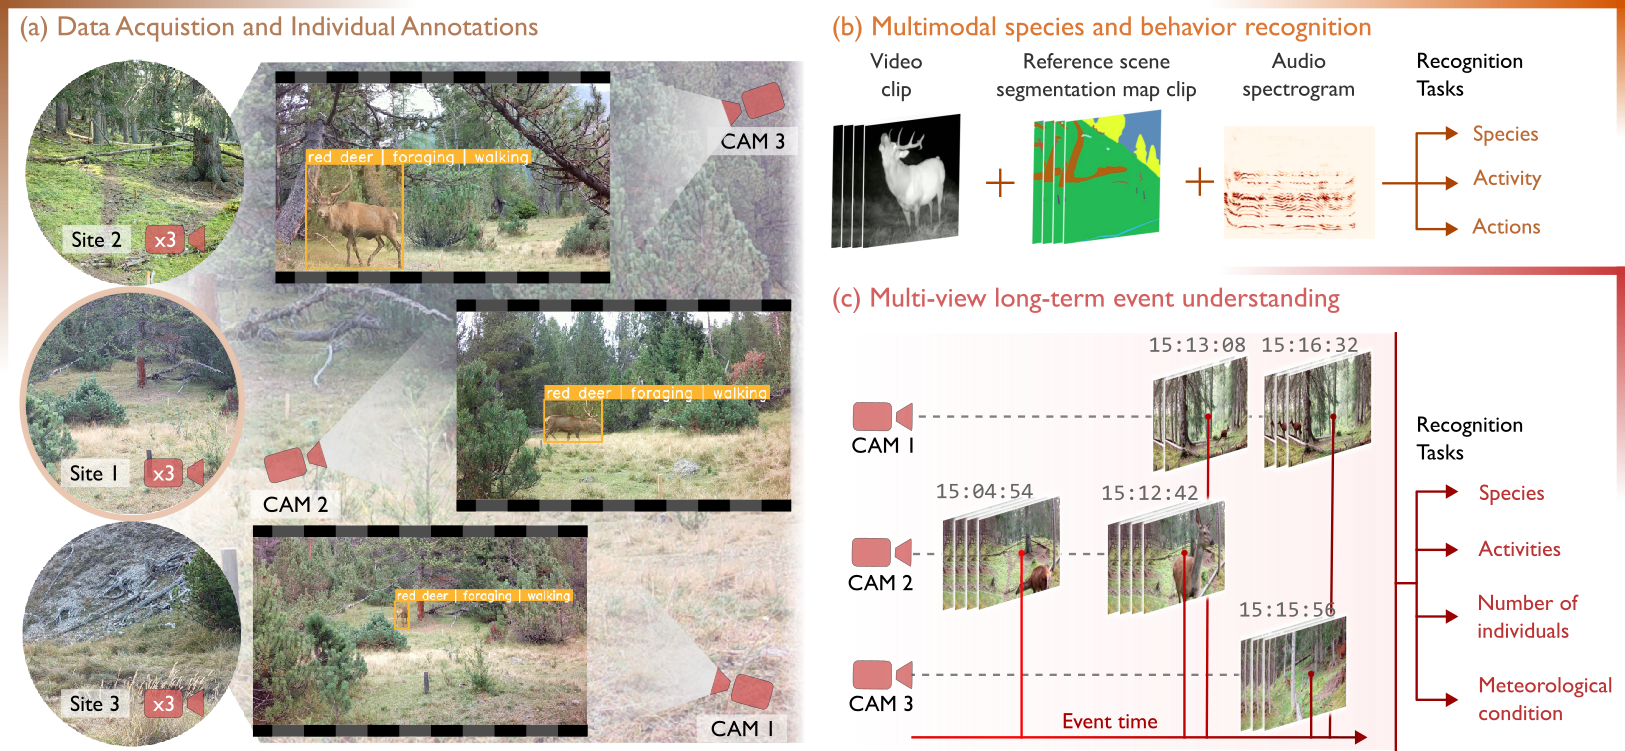 (a) Data Acquistion and Individual Annotations
Site 2
x3
red deer | foraging | walking
CAM 3
Site 1
x3
red deer | foraging | walking
CAM 2
Site 3
x3
red deer | foraging | walking
CAM 1
(b) Multimodal species and behavior recognition
Video
clip
Reference scene
segmentation map clip
Audio
spectrogram
Recognition
Tasks
+
+
Species
Activity
Actions
(c) Multi-view long-term event understanding
15:13:08
15:16:32
CAM 1
15:04:54
15:12:42
CAM 2
15:15:56
CAM 3
Event time
Recognition
Tasks
Species
Activities
Number of
individuals
Meteorological
condition